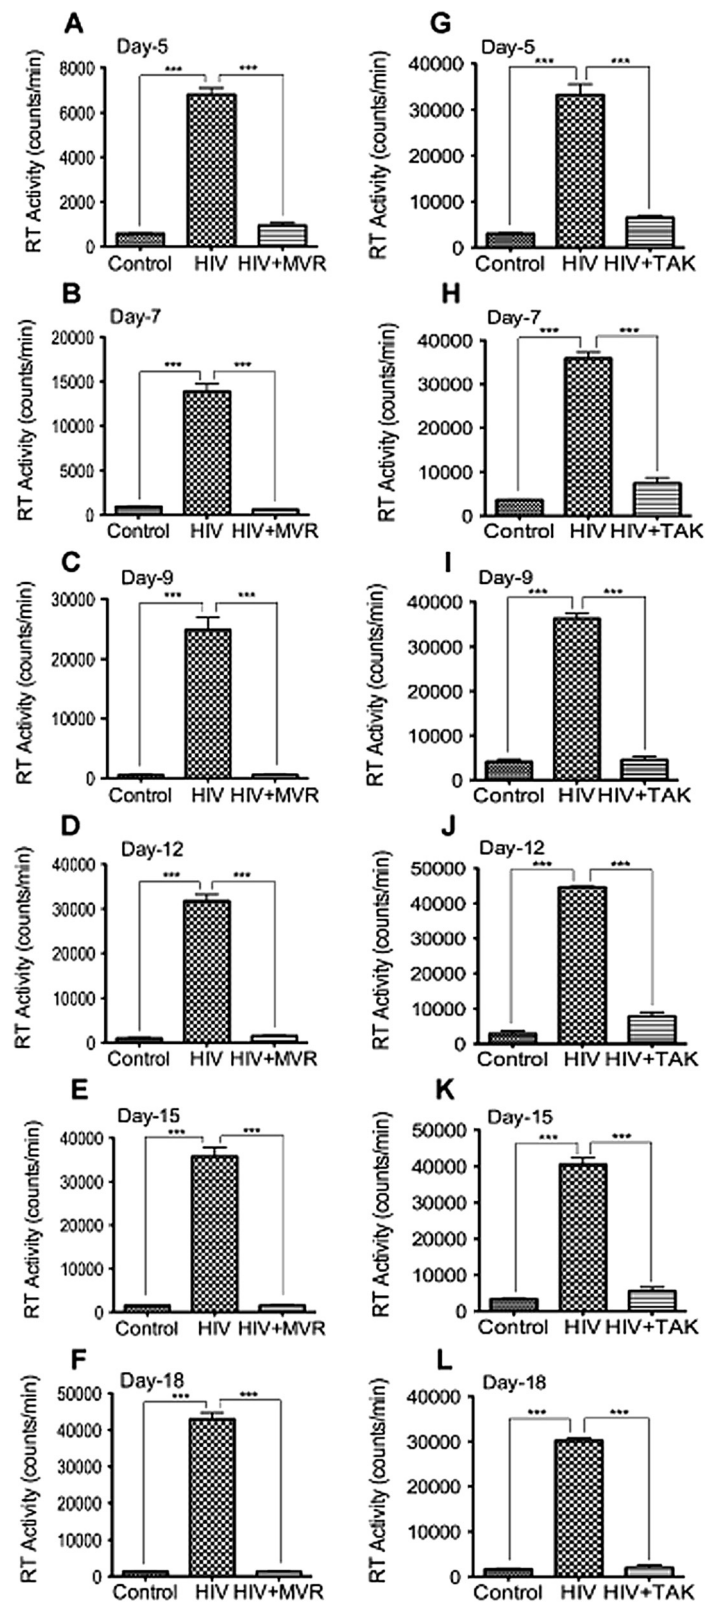 A
Day-5
RT Activity (counts/min)
8000
6000
4000
2000
0
*** ***
Control HIV HIV+MVR
B
Day-7
RT Activity (counts/min)
20000
15000
10000
5000
0
*** ***
Control HIV HIV+MVR
C
Day-9
RT Activity (counts/min)
30000
20000
10000
0
*** ***
Control HIV HIV+MVR
D
Day-12
RT Activity (counts/min)
40000
30000
20000
10000
0
*** ***
Control HIV HIV+MVR
E
Day-15
RT Activity (counts/min)
40000
30000
20000
10000
0
*** ***
Control HIV HIV+MVR
F
Day-18
RT Activity (counts/min)
50000
40000
30000
20000
10000
0
*** ***
Control HIV HIV+MVR
G
Day-5
RT Activity (counts/min)
40000
30000
20000
10000
0
*** ***
Control HIV HIV+TAK
H
Day-7
RT Activity (counts/min)
40000
30000
20000
10000
0
*** ***
Control HIV HIV+TAK
I
Day-9
RT Activity (counts/min)
40000
30000
20000
10000
0
*** ***
Control HIV HIV+TAK
J
Day-12
RT Activity (counts/min)
50000
40000
30000
20000
10000
0
*** ***
Control HIV HIV+TAK
K
Day-15
RT Activity (counts/min)
50000
40000
30000
20000
10000
0
*** ***
Control HIV HIV+TAK
L
Day-18
RT Activity (counts/min)
40000
30000
20000
10000
0
*** ***
Control HIV HIV+TAK